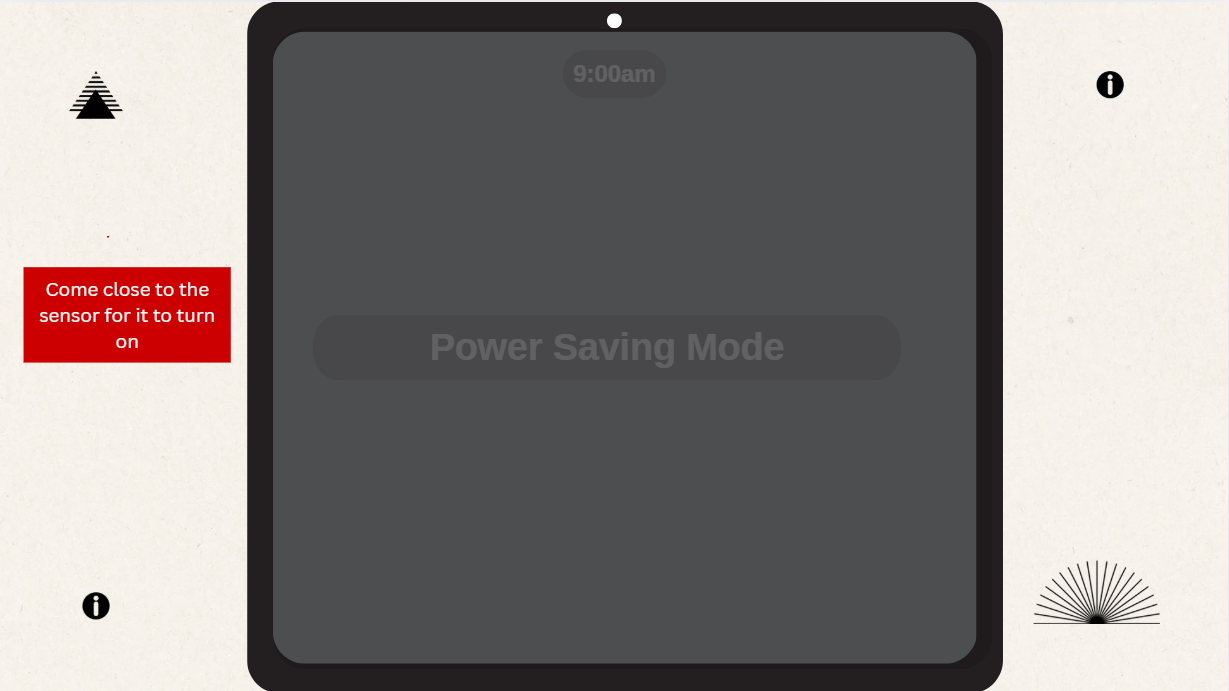 9:00am
Come close to the
sensor for it to turn
on
Power Saving Mode